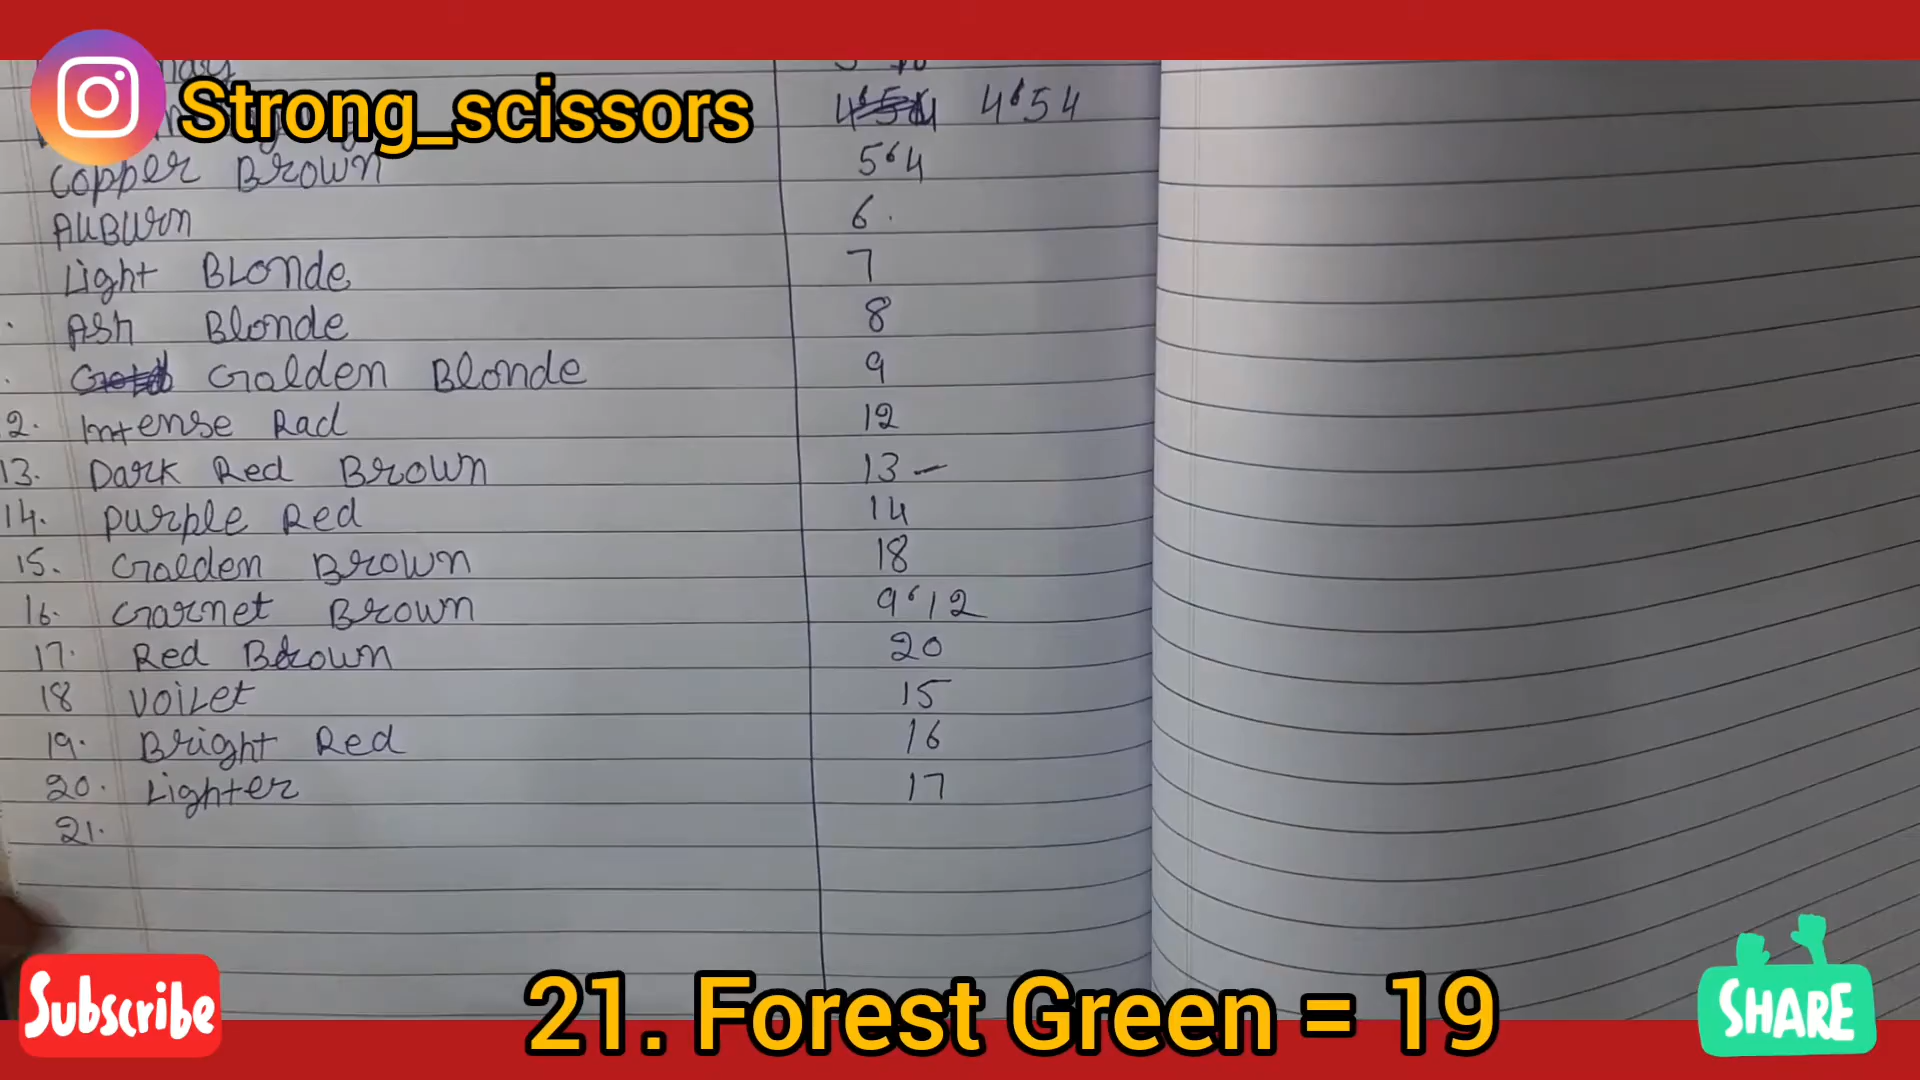 Strong_scissors
4.54 4.54
Copper Brown 5.4
AUBUrn 6.
Light BLonde 7
Ash Blonde 8
Golden Blonde 9
2. Intense Rad 12
13. Dark Red Brown 13 -
14. Purple Red 14
15. Golden Brown 18
16. Garnet Brown 9.12
17. Red Brown 20
18 VoiLet 15
19. Bright Red 16
20. Lighter 17
21.
Subscribe
21. Forest Green = 19
SHARE